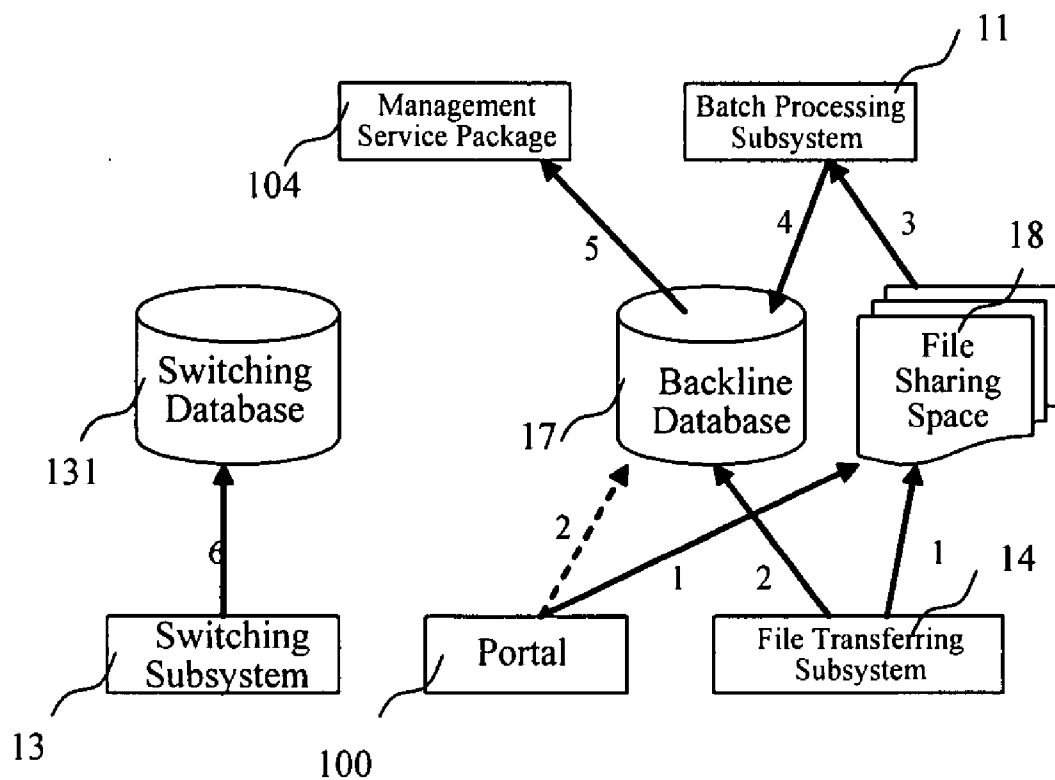 11
Management
Service Package
Batch Processing
Subsystem
104
5
4
3
18
Switching
Database
Backline
Database
File
Sharing
Space
131
17
6
2
1
2
1
14
Switching
Subsystem
Portal
File Transferring
Subsystem
13
100